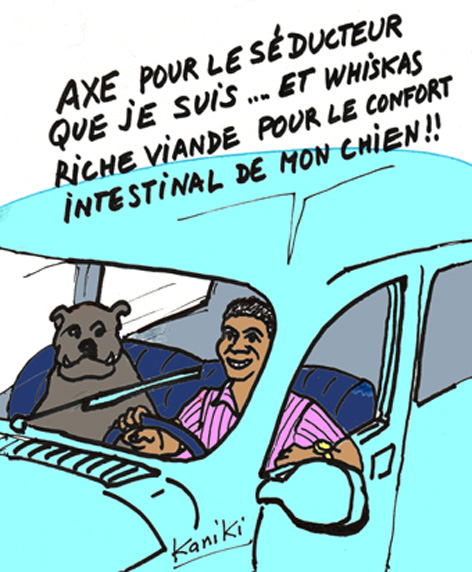 AXE POUR LE SÉDUCTEUR
QUE JE SUIS.... ET WHISKAS
RICHE VIANDE POUR LE CONFORT
INTESTINAL DE MON CHIEN!!
Kaniki